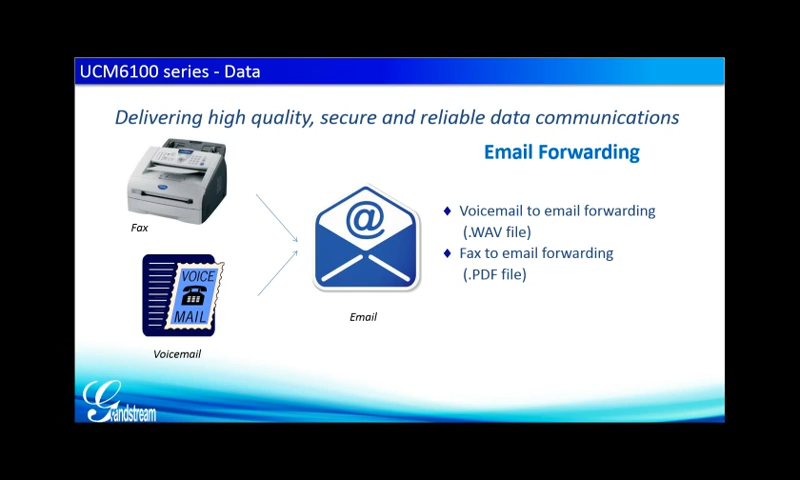 UCM6100 series - Data
Delivering high quality, secure and reliable data communications
Email Forwarding
Fax
♦ Voicemail to email forwarding
(.WAV file)
♦ Fax to email forwarding
(.PDF file)
@
VOICE
MAIL
Email
Voicemail
Grandstream